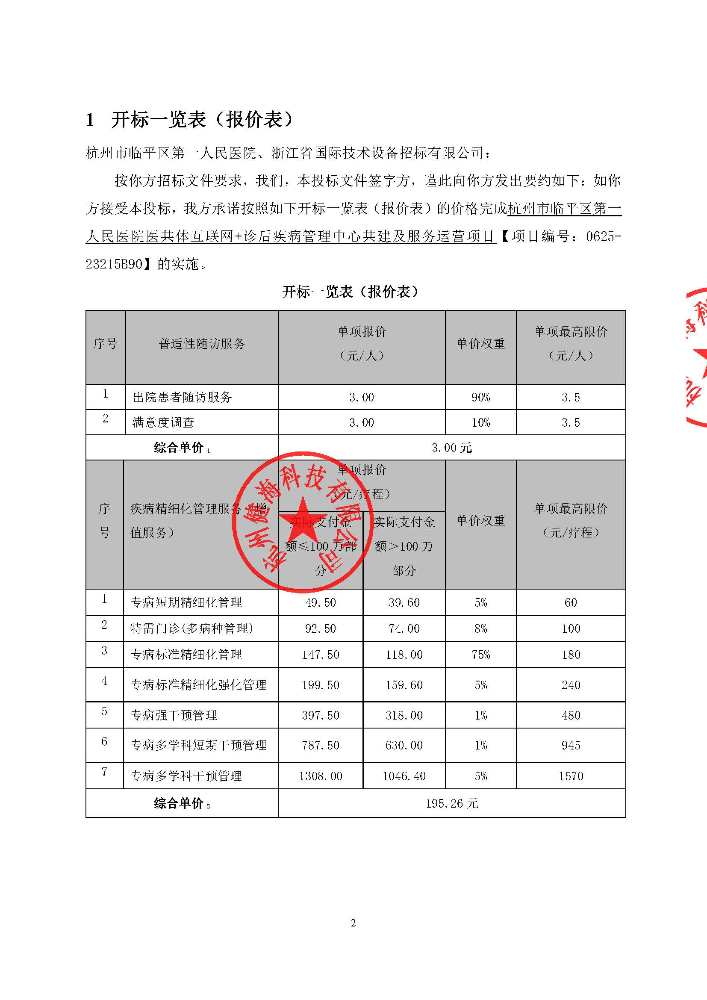 1 开标一览表（报价表）
杭州市临平区第一人民医院、浙江省国际技术设备招标有限公司：
按你方招标文件要求，我们，本投标文件签字方，谨此向你方发出要约如下：如你
方接受本投标，我方承诺按照如下开标一览表（报价表）的价格完成杭州市临平区第一
人民医院医共体互联网+诊后疾病管理中心共建及服务运营项目【项目编号：0625-
23215B90】的实施。
开标一览表（报价表）
序号 普适性随访服务 单项报价 （元/人） 单价权重 单项最高限价 （元/人）
1 出院患者随访服务 3.00 90% 3.5
2 满意度调查 3.00 10% 3.5
综合单价1 3.00 元
序号 疾病精细化管理服务（增值服务） 单项报价 （元/疗程） 单价权重 单项最高限价 （元/疗程）
实际支付金额≤100 万部分 实际支付金额＞100 万部分
杭州健海科技有限公司
1 专病短期精细化管理 49.50 39.60 5% 60
2 特需门诊(多病种管理) 92.50 74.00 8% 100
3 专病标准精细化管理 147.50 118.00 75% 180
4 专病标准精细化强化管理 199.50 159.60 5% 240
5 专病强干预管理 397.50 318.00 1% 480
6 专病多学科短期干预管理 787.50 630.00 1% 945
7 专病多学科干预管理 1308.00 1046.40 5% 1570
综合单价2 195.26 元
2